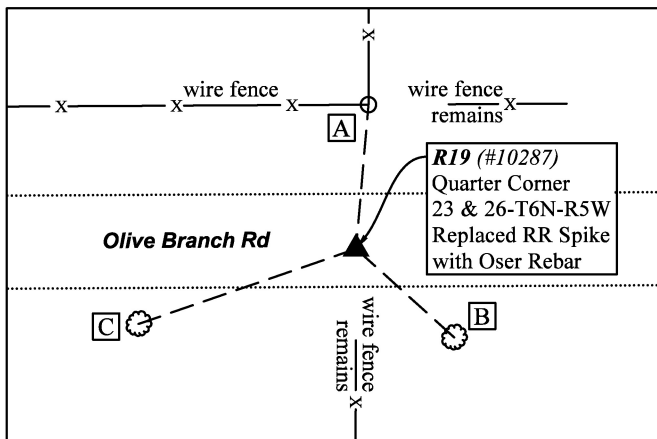 x
x x wire fence x
wire fence
x
remains
A
R19 (#10287)
Quarter Corner
23 & 26-T6N-R5W
Replaced RR Spike
with Oser Rebar
Olive Branch Rd
C
B
wire fence
remains x